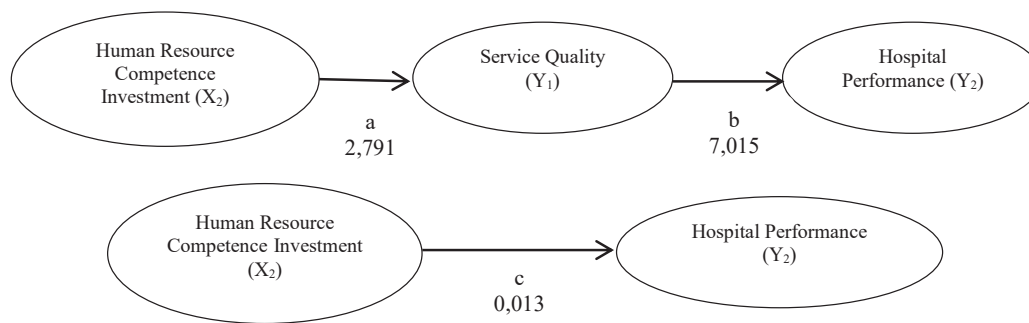 Human Resource
Competence
Investment (X₂)
Service Quality
(Y₁)
Hospital
Performance (Y₂)
a
2,791
b
7,015
Human Resource
Competence Investment
(X₂)
Hospital Performance
(Y₂)
c
0,013